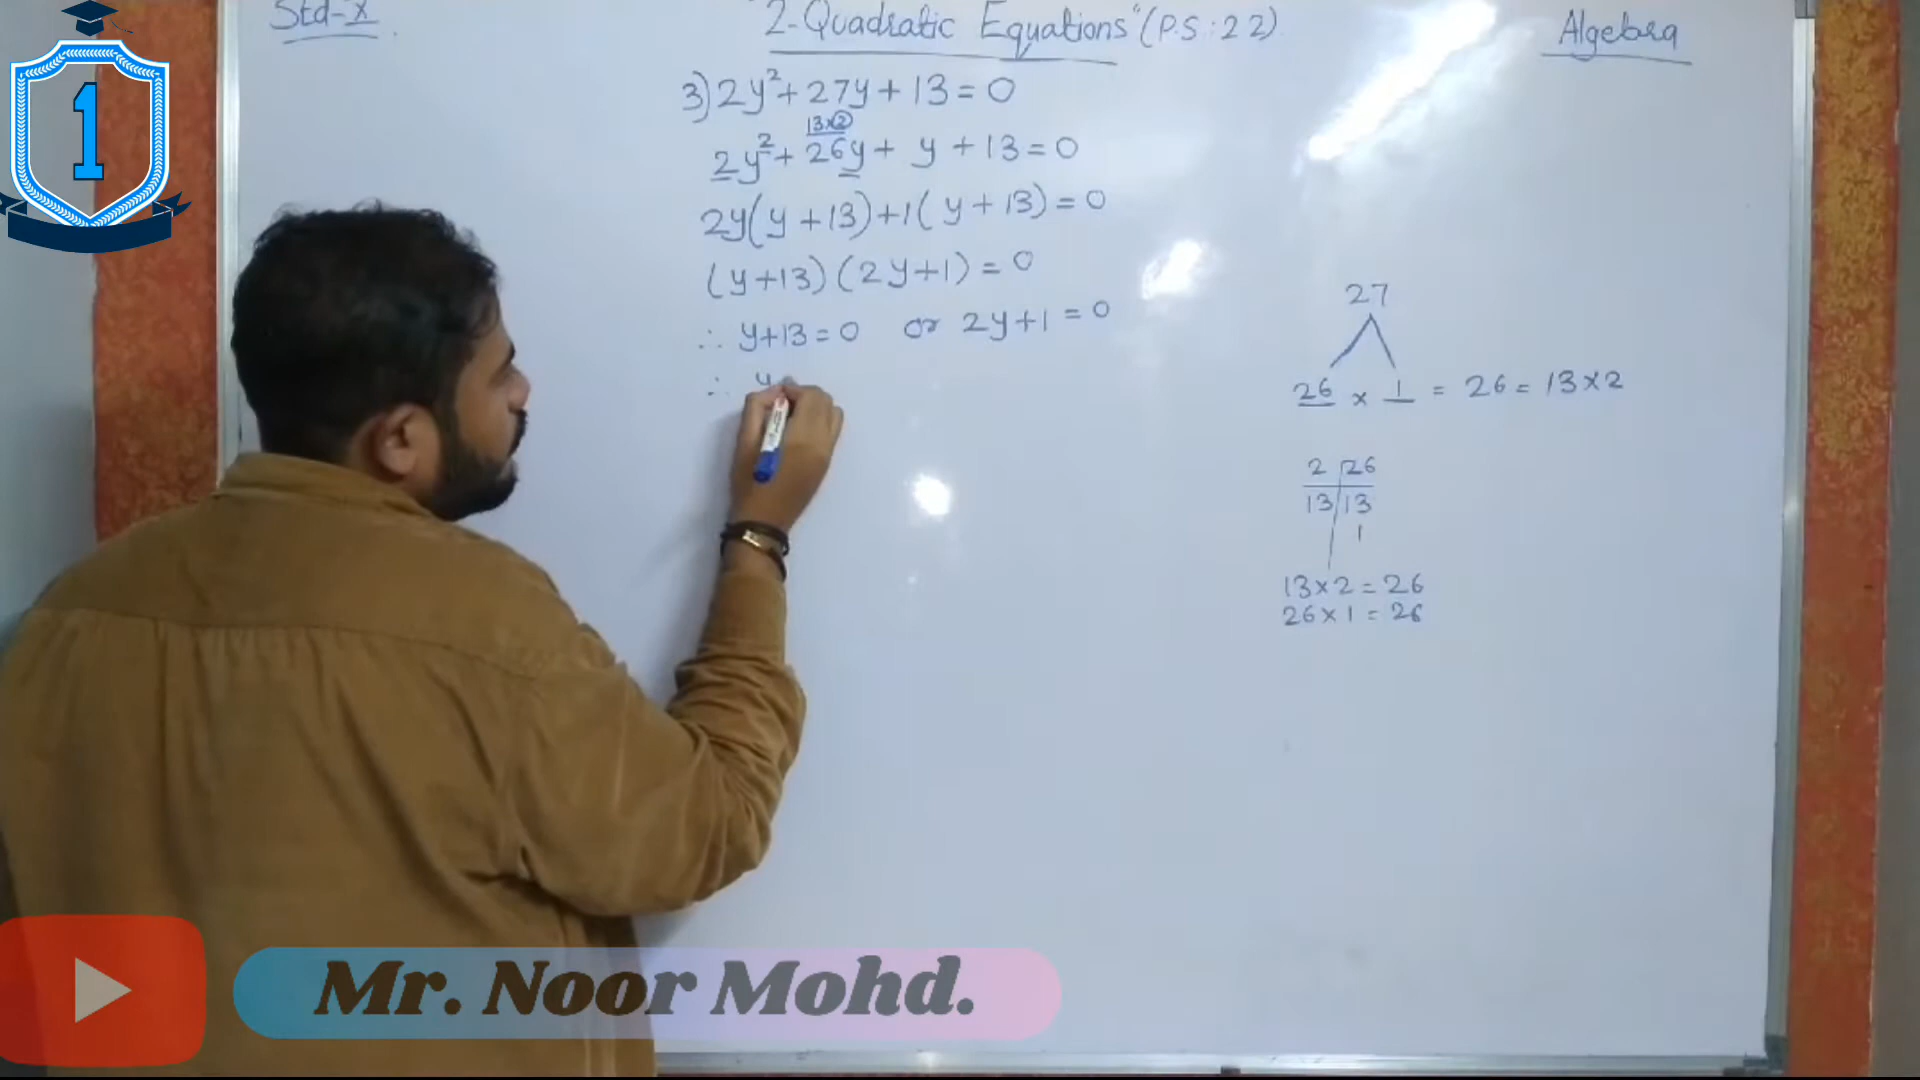 Std-X
"2-Quadratic Equations" (P.S:22)
Algebra
3) 2y²+27y+13=0
13×2
2y²+26y+y+13=0
2y(y+13)+1(y+13)=0
(y+13)(2y+1)=0
∴ y+13=0 or 2y+1=0
∴ y
27
26 × 1 = 26 = 13×2
2 | 26
13 | 13
1
13×2=26
26×1=26
1
Mr. Noor Mohd.